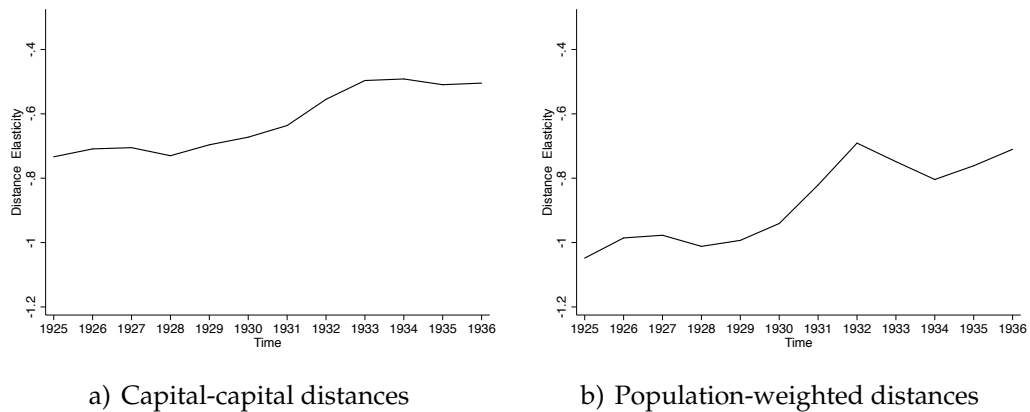 Distance Elasticity
-.4
-.6
-.8
-1
-1.2
1925 1926 1927 1928 1929 1930 1931 1932 1933 1934 1935 1936
Time
a) Capital-capital distances
Distance Elasticity
-.4
-.6
-.8
-1
-1.2
1925 1926 1927 1928 1929 1930 1931 1932 1933 1934 1935 1936
Time
b) Population-weighted distances